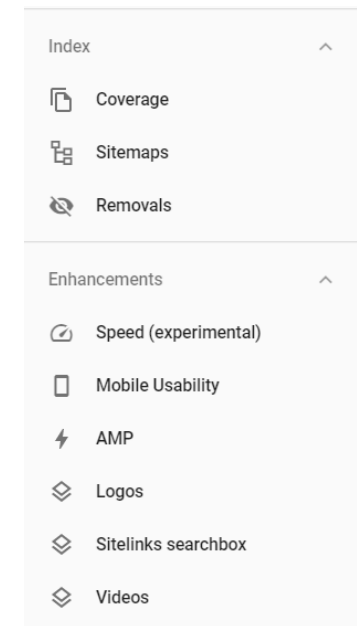 Index
Coverage
Sitemaps
Removals
Enhancements
Speed (experimental)
Mobile Usability
AMP
Logos
Sitelinks searchbox
Videos